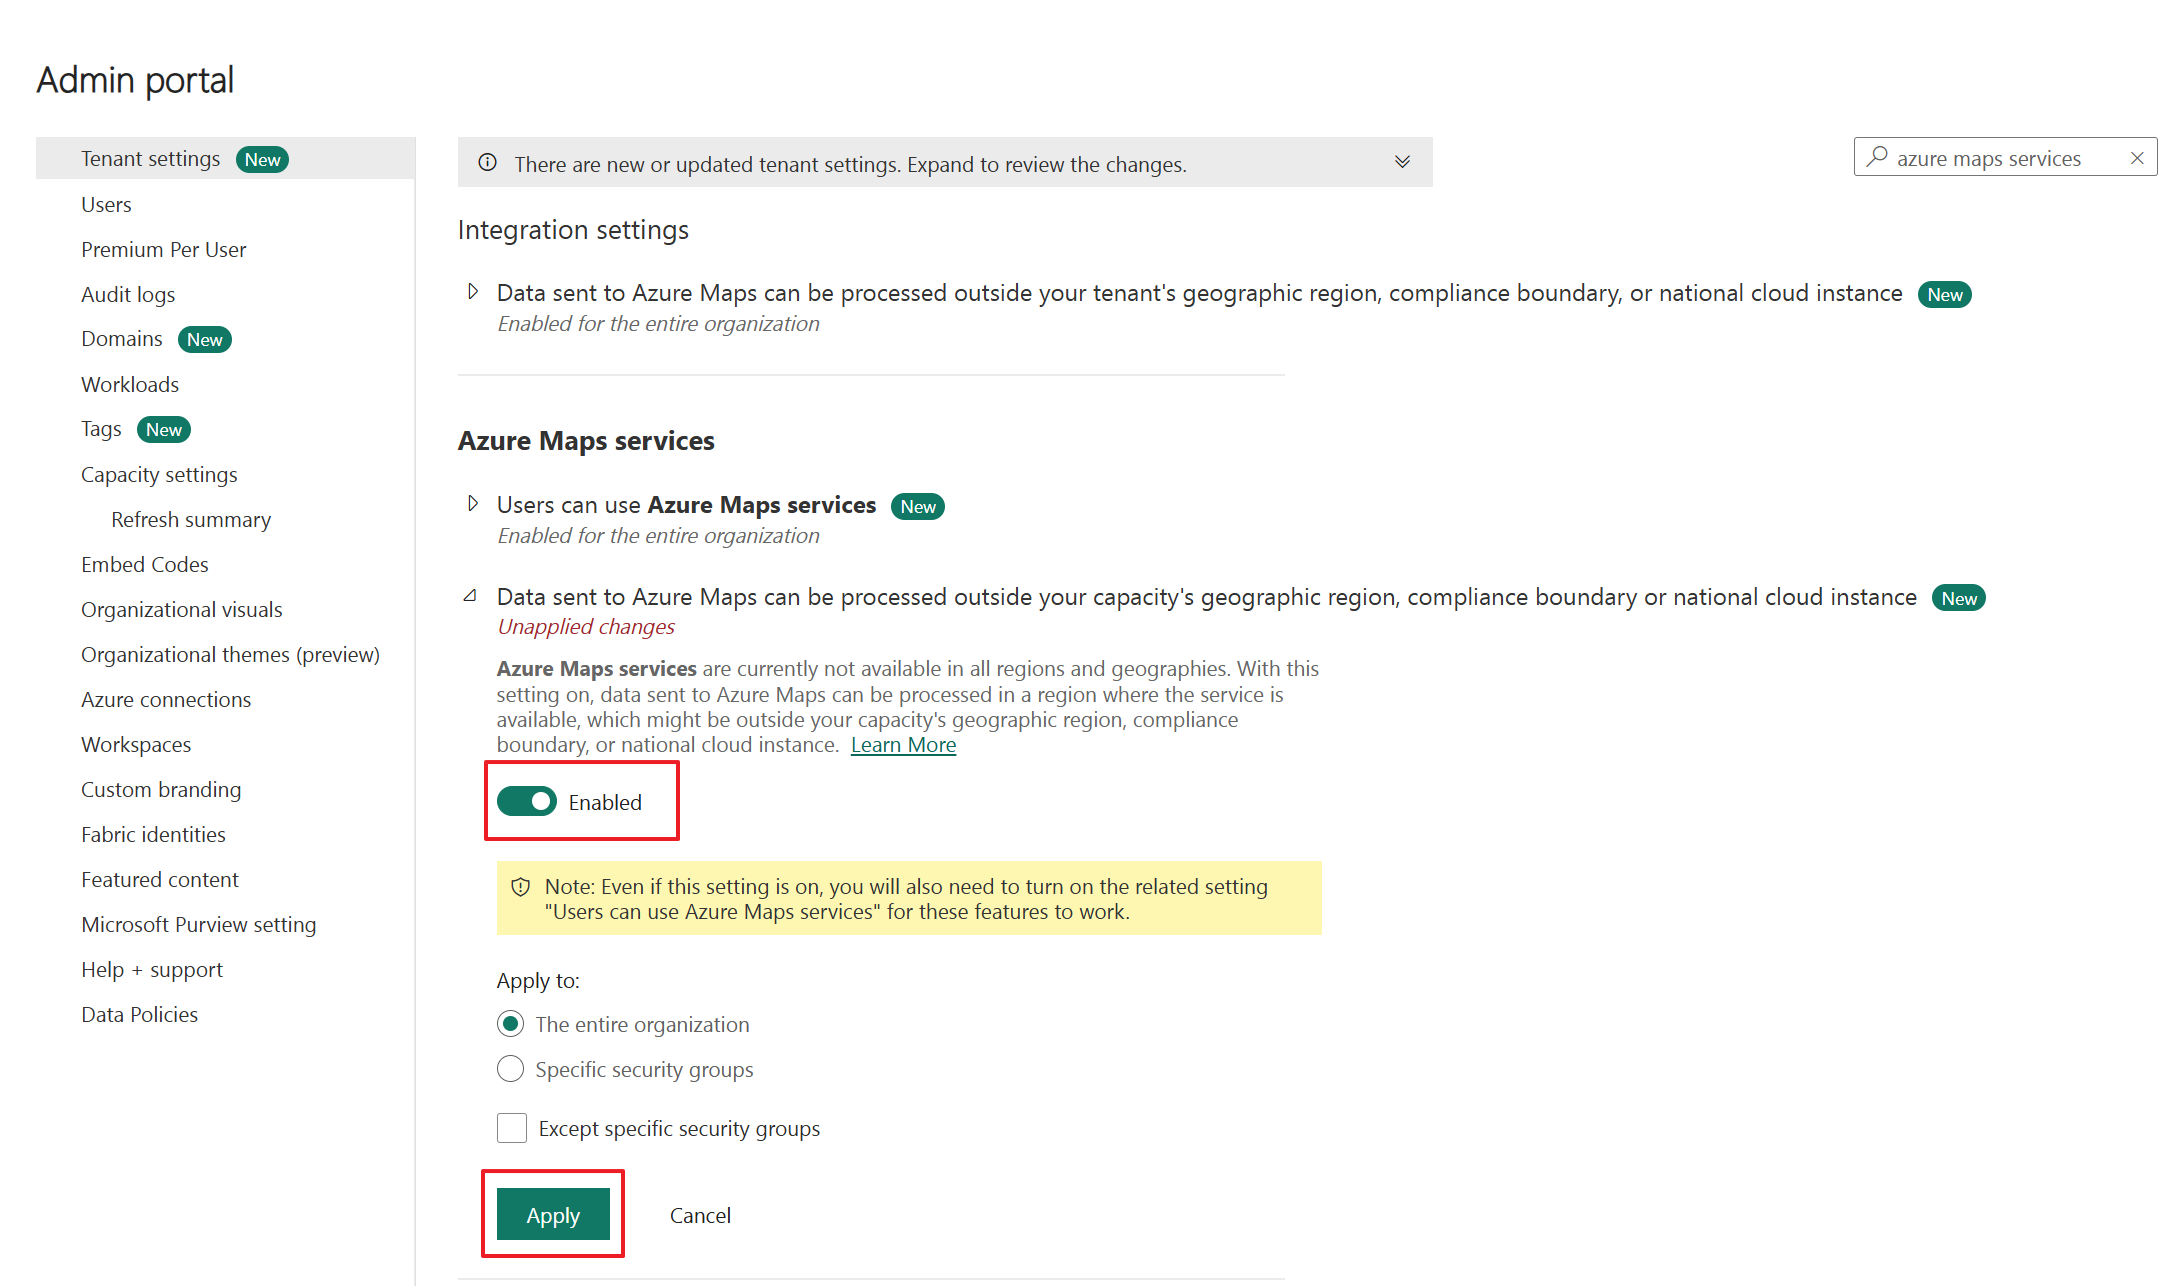 Admin portal
Tenant settings New
Users
Premium Per User
Audit logs
Domains New
Workloads
Tags New
Capacity settings
Refresh summary
Embed Codes
Organizational visuals
Organizational themes (preview)
Azure connections
Workspaces
Custom branding
Fabric identities
Featured content
Microsoft Purview setting
Help + support
Data Policies
There are new or updated tenant settings. Expand to review the changes.
azure maps services
Integration settings
Data sent to Azure Maps can be processed outside your tenant's geographic region, compliance boundary, or national cloud instance New
Enabled for the entire organization
Azure Maps services
Users can use Azure Maps services New
Enabled for the entire organization
Data sent to Azure Maps can be processed outside your capacity's geographic region, compliance boundary or national cloud instance New
Unapplied changes
Azure Maps services are currently not available in all regions and geographies. With this
setting on, data sent to Azure Maps can be processed in a region where the service is
available, which might be outside your capacity's geographic region, compliance
boundary, or national cloud instance. Learn More
Enabled
Note: Even if this setting is on, you will also need to turn on the related setting
"Users can use Azure Maps services" for these features to work.
Apply to:
The entire organization
Specific security groups
Except specific security groups
Apply Cancel